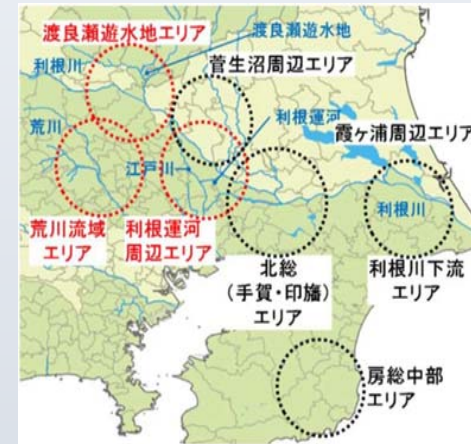 渡良瀬遊水地エリア
渡良瀬遊水地
利根川
菅生沼周辺エリア
荒川
利根運河
霞ヶ浦周辺エリア
江戸川
利根川
荒川流域
エリア
利根運河
周辺エリア
北総
（手賀・印旛）
エリア
利根川下流
エリア
房総中部
エリア